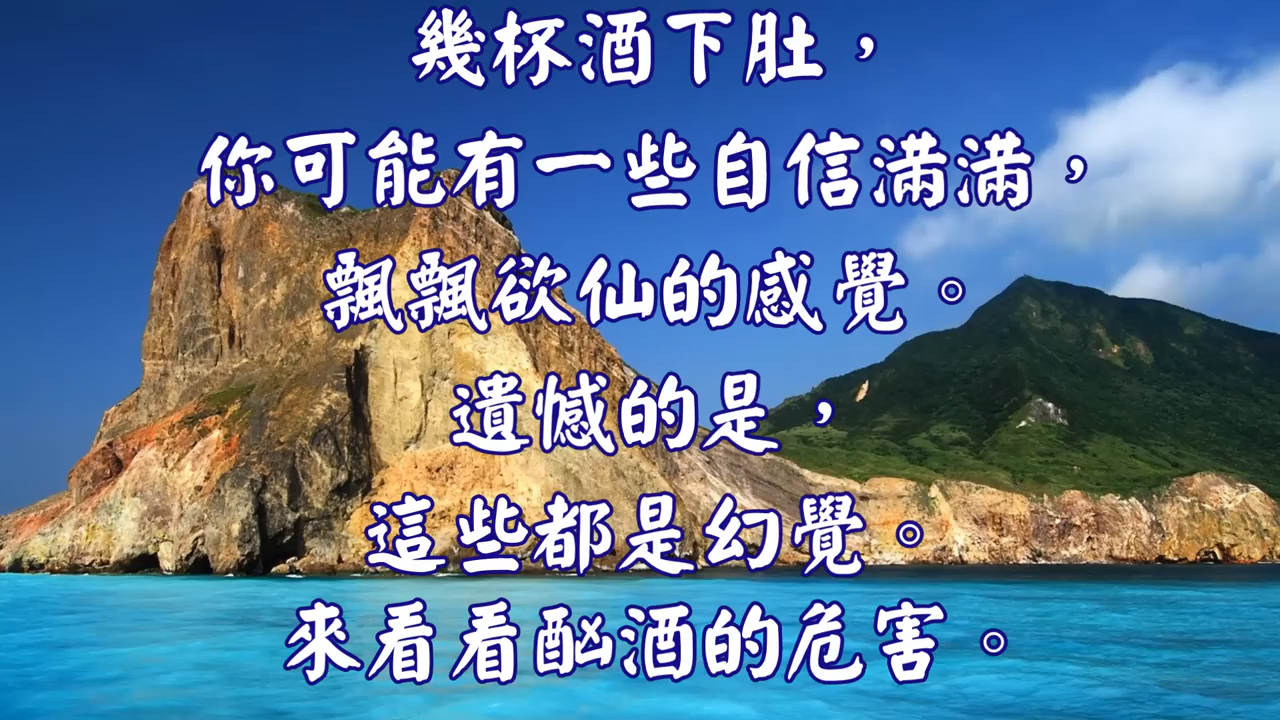 幾杯酒下肚，
你可能有一些自信滿滿，
飄飄欲仙的感覺。
遺憾的是，
這些都是幻覺。
來看看酗酒的危害。